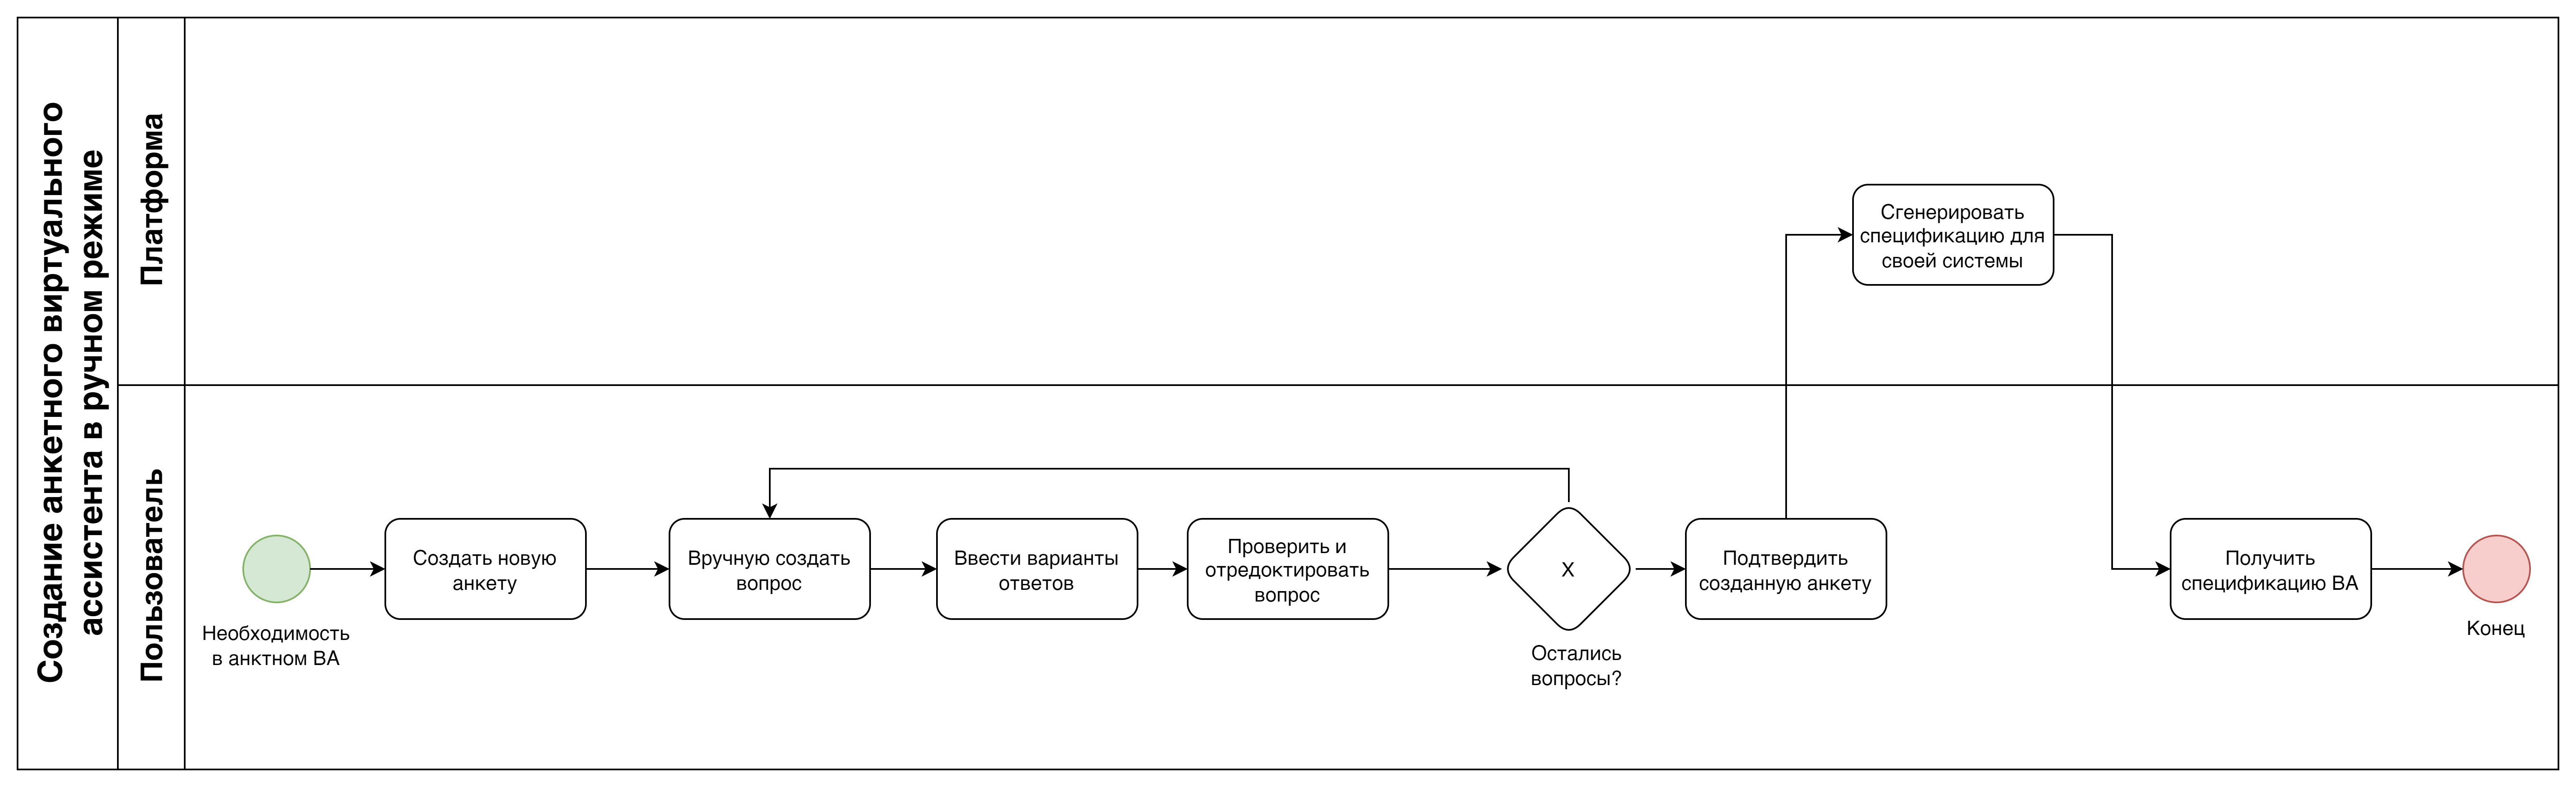 Создание анкетного виртуального
ассистента в ручном режиме
Платформа
Сгенерировать
спецификацию для
своей системы
Пользователь
Необходимость
в анктном ВА
Создать новую
анкету
Вручную создать
вопрос
Ввести варианты
ответов
Проверить и
отредоктировать
вопрос
X
Остались
вопросы?
Подтвердить
созданную анкету
Получить
спецификацию ВА
Конец